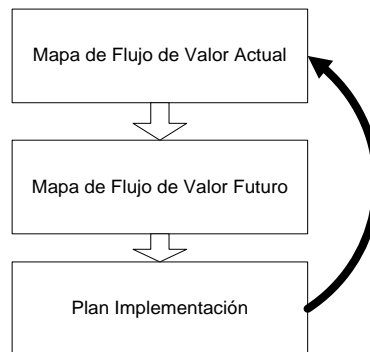 Mapa de Flujo de Valor Actual
Mapa de Flujo de Valor Futuro
Plan Implementación